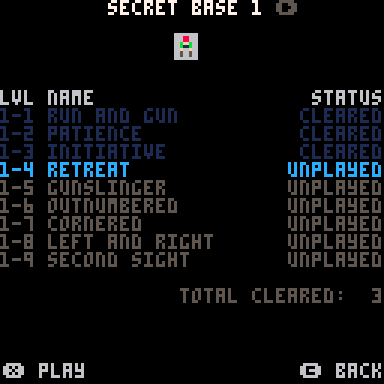 SECRET BASE 1
LVL NAME STATUS
1-1 RUN AND GUN CLEARED
1-2 PATIENCE CLEARED
1-3 INITIATIVE CLEARED
1-4 RETREAT UNPLAYED
1-5 GUNSLINGER UNPLAYED
1-6 OUTNUMBERED UNPLAYED
1-7 CORNERED UNPLAYED
1-8 LEFT AND RIGHT UNPLAYED
1-9 SECOND SIGHT UNPLAYED
TOTAL CLEARED: 3
X PLAY C BACK